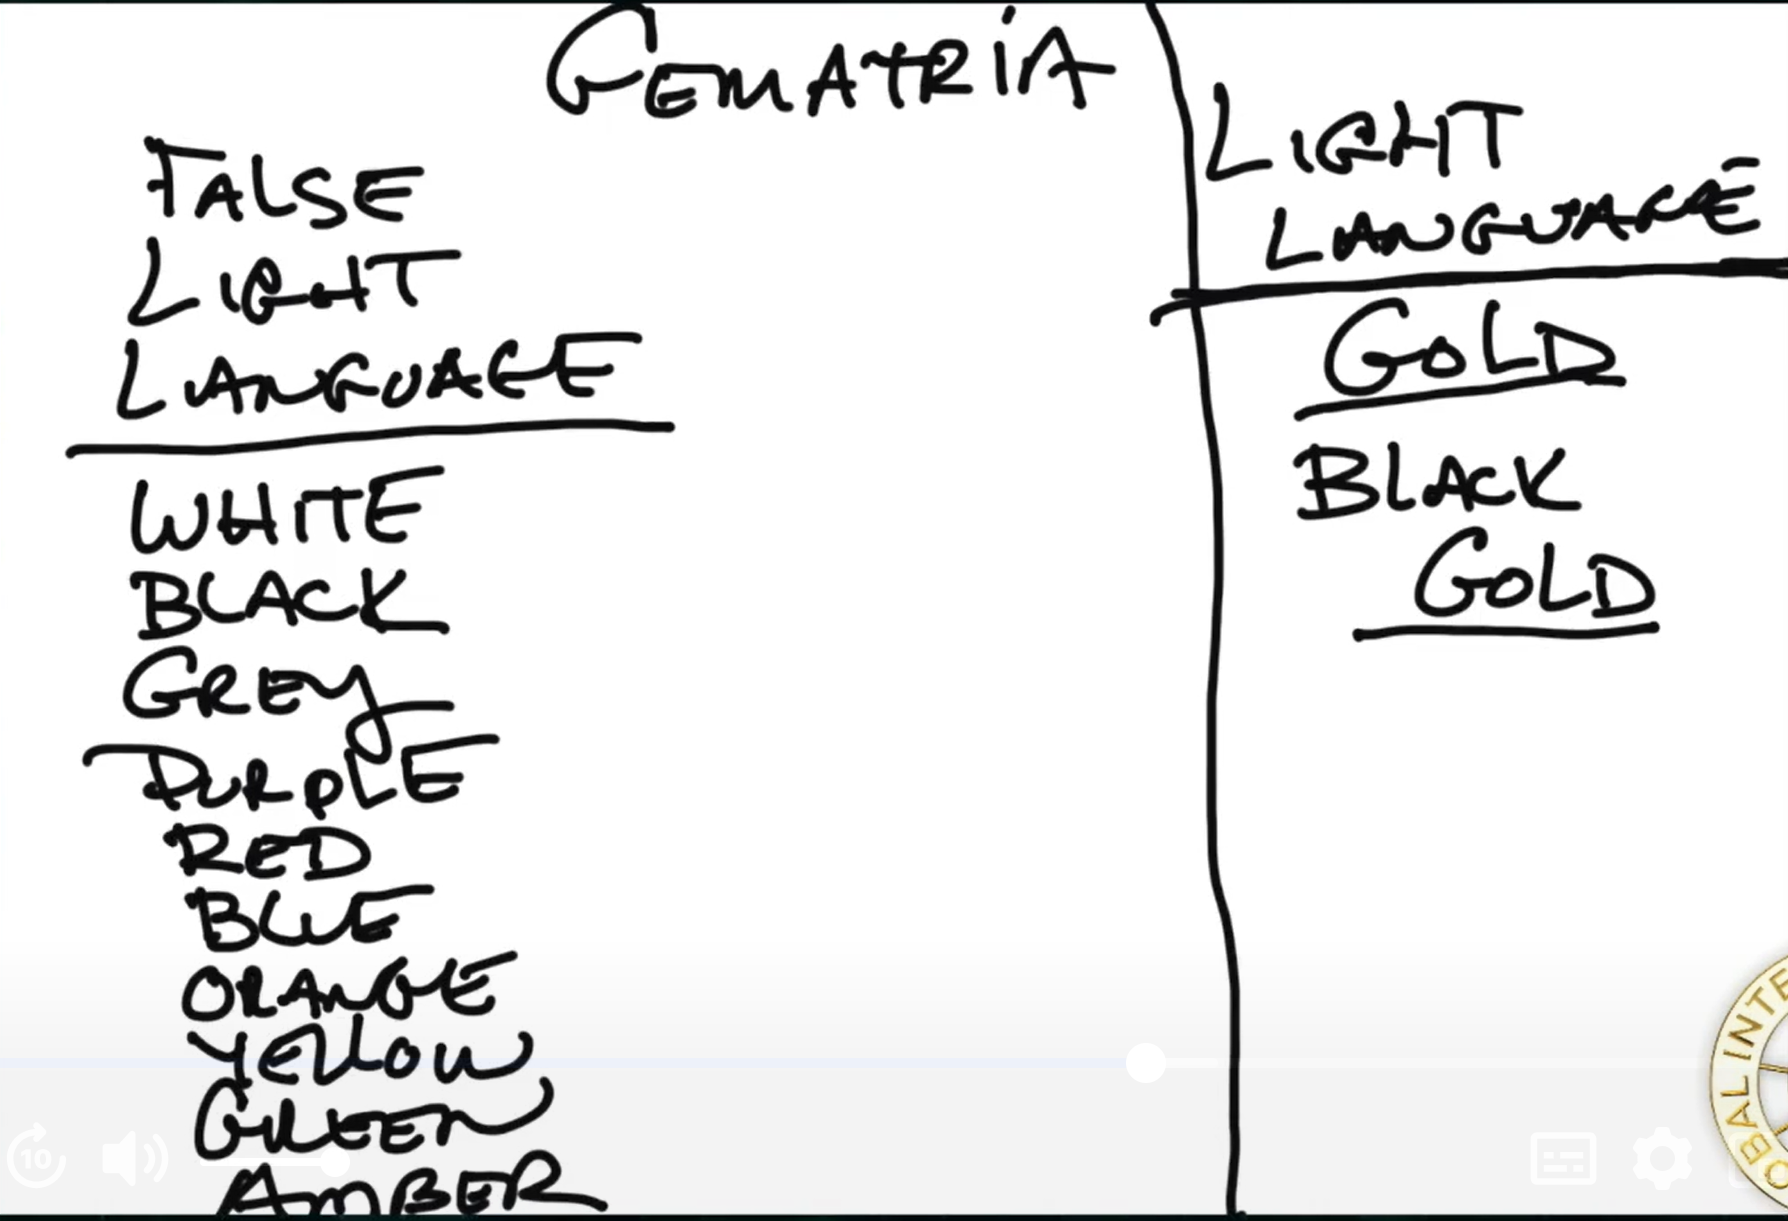 GEMATRIA
FALSE
LIGHT
LANGUAGE
WHITE
BLACK
GREY
PURPLE
RED
BLUE
ORANGE
YELLOW
GREEN
AMBER
LIGHT
LANGUAGE
GOLD
BLACK
GOLD
10
OBAL INTE